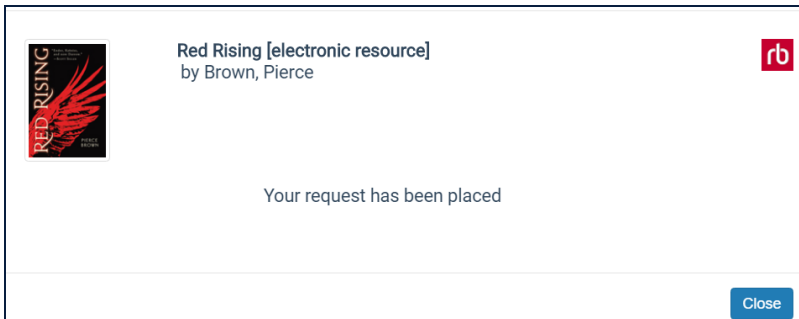 Red Rising [electronic resource]
by Brown, Pierce
rb
RED RISING
PIERCE
BROWN
Your request has been placed
Close